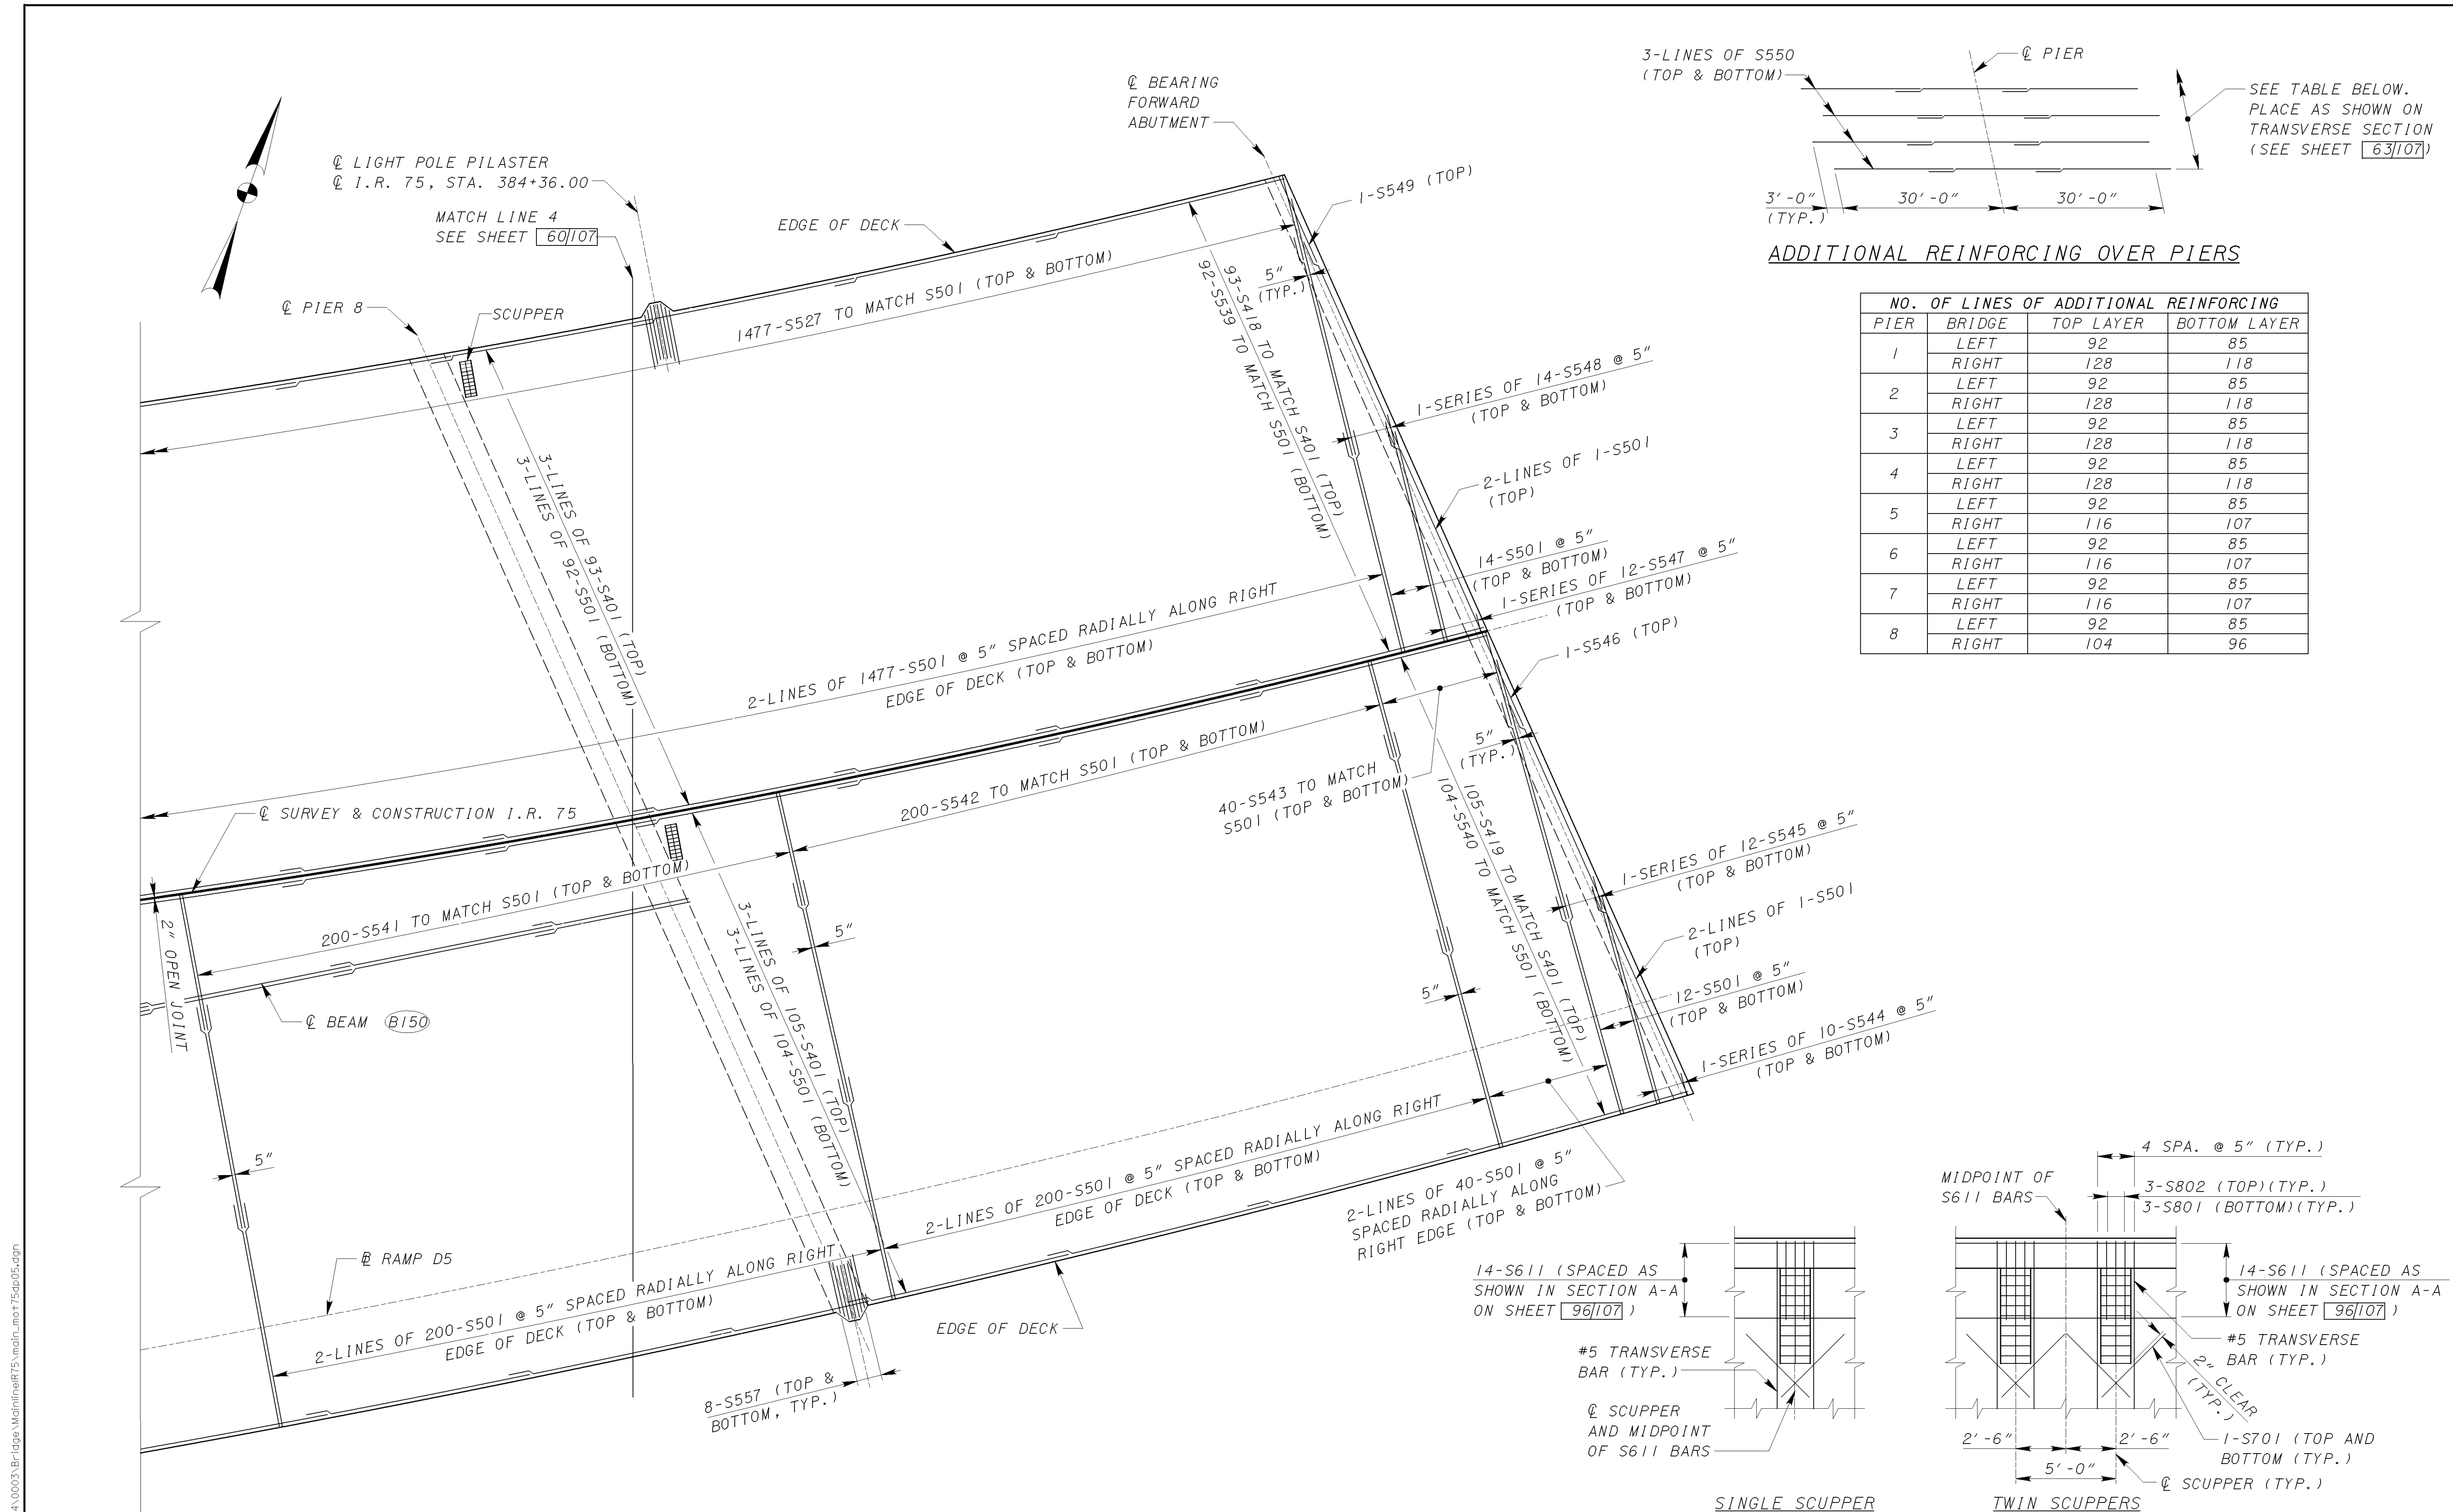 ℄ BEARING
FORWARD
ABUTMENT
℄ LIGHT POLE PILASTER
℄ I.R. 75, STA. 384+36.00
MATCH LINE 4
SEE SHEET 60/107
EDGE OF DECK
1-S549 (TOP)
℄ PIER 8
SCUPPER
1477-S527 TO MATCH S501 (TOP & BOTTOM)
5"
(TYP.)
93-S418 TO MATCH S401 (TOP)
92-S539 TO MATCH S501 (BOTTOM)
1-SERIES OF 14-S548 @ 5"
(TOP & BOTTOM)
2-LINES OF 1-S501
(TOP)
3-LINES OF 93-S401 (TOP)
3-LINES OF 92-S501 (BOTTOM)
14-S501 @ 5"
(TOP & BOTTOM)
1-SERIES OF 12-S547 @ 5"
(TOP & BOTTOM)
1-S546 (TOP)
2-LINES OF 1477-S501 @ 5" SPACED RADIALLY ALONG RIGHT
EDGE OF DECK (TOP & BOTTOM)
5"
(TYP.)
200-S542 TO MATCH S501 (TOP & BOTTOM)
40-S543 TO MATCH
S501 (TOP & BOTTOM)
℄ SURVEY & CONSTRUCTION I.R. 75
105-S419 TO MATCH S401 (TOP)
104-S540 TO MATCH S501 (BOTTOM)
1-SERIES OF 12-S545 @ 5"
(TOP & BOTTOM)
2-LINES OF 1-S501
(TOP)
200-S541 TO MATCH S501 (TOP & BOTTOM)
2" OPEN JOINT
5"
3-LINES OF 105-S401 (TOP)
3-LINES OF 104-S501 (BOTTOM)
5"
12-S501 @ 5"
(TOP & BOTTOM)
℄ BEAM B150
1-SERIES OF 10-S544 @ 5"
(TOP & BOTTOM)
5"
2-LINES OF 200-S501 @ 5" SPACED RADIALLY ALONG RIGHT
EDGE OF DECK (TOP & BOTTOM)
2-LINES OF 40-S501 @ 5"
SPACED RADIALLY ALONG
RIGHT EDGE (TOP & BOTTOM)
℄ RAMP D5
2-LINES OF 200-S501 @ 5" SPACED RADIALLY ALONG RIGHT
EDGE OF DECK (TOP & BOTTOM)
EDGE OF DECK
8-S557 (TOP &
BOTTOM, TYP.)
3-LINES OF S550
(TOP & BOTTOM)
℄ PIER
SEE TABLE BELOW.
PLACE AS SHOWN ON
TRANSVERSE SECTION
(SEE SHEET 63/107)
3'-0"
(TYP.)
30'-0"
30'-0"
ADDITIONAL REINFORCING OVER PIERS
NO. OF LINES OF ADDITIONAL REINFORCING
PIER BRIDGE TOP LAYER BOTTOM LAYER
1 LEFT 92 85
RIGHT 128 118
2 LEFT 92 85
RIGHT 128 118
3 LEFT 92 85
RIGHT 128 118
4 LEFT 92 85
RIGHT 128 118
5 LEFT 92 85
RIGHT 116 107
6 LEFT 92 85
RIGHT 116 107
7 LEFT 92 85
RIGHT 116 107
8 LEFT 92 85
RIGHT 104 96
14-S611 (SPACED AS
SHOWN IN SECTION A-A
ON SHEET 96/107 )
#5 TRANSVERSE
BAR (TYP.)
℄ SCUPPER
AND MIDPOINT
OF S611 BARS
SINGLE SCUPPER
MIDPOINT OF
S611 BARS
4 SPA. @ 5" (TYP.)
3-S802 (TOP)(TYP.)
3-S801 (BOTTOM)(TYP.)
14-S611 (SPACED AS
SHOWN IN SECTION A-A
ON SHEET 96/107 )
#5 TRANSVERSE
BAR (TYP.)
2" CLEAR
(TYP.)
1-S701 (TOP AND
BOTTOM (TYP.)
2'-6"
2'-6"
5'-0"
℄ SCUPPER (TYP.)
TWIN SCUPPERS
4\0003\Bridge\MainlineIR75\main_mot75dp05.dgn